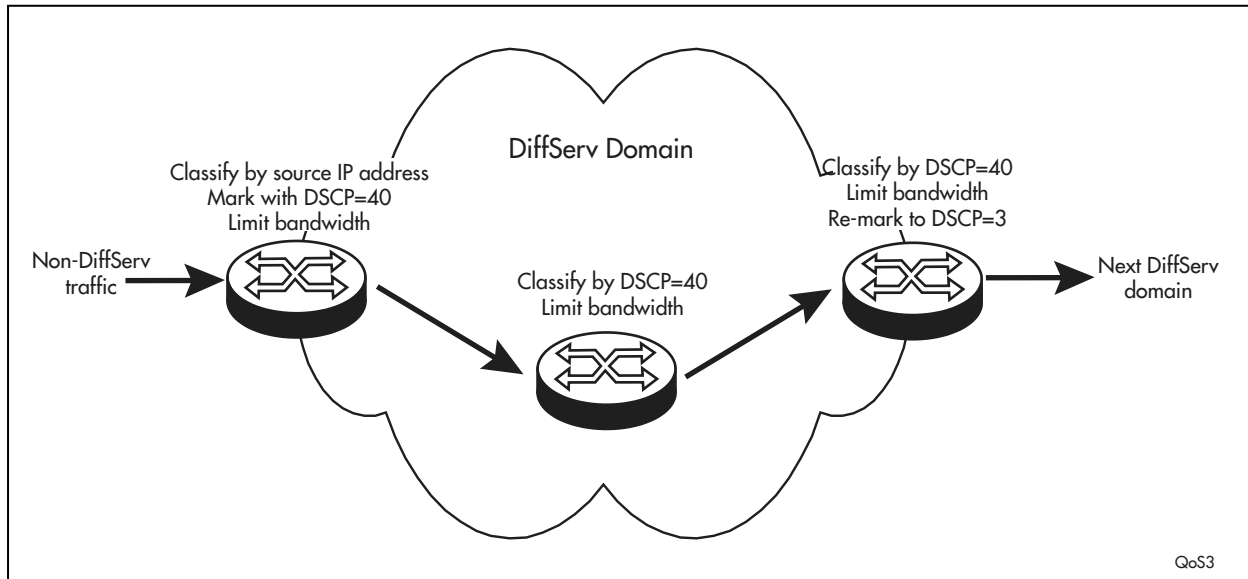 DiffServ Domain
Classify by source IP address
Mark with DSCP=40
Limit bandwidth
Classify by DSCP=40
Limit bandwidth
Re-mark to DSCP=3
Non-DiffServ
traffic
Classify by DSCP=40
Limit bandwidth
Next DiffServ
domain
QoS3